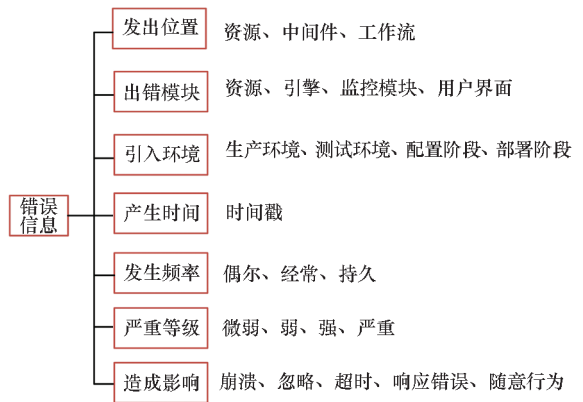 发出位置 资源、中间件、工作流
出错模块 资源、引擎、监控模块、用户界面
引入环境 生产环境、测试环境、配置阶段、部署阶段
错误
信息
产生时间 时间戳
发生频率 偶尔、经常、持久
严重等级 微弱、弱、强、严重
造成影响 崩溃、忽略、超时、响应错误、随意行为